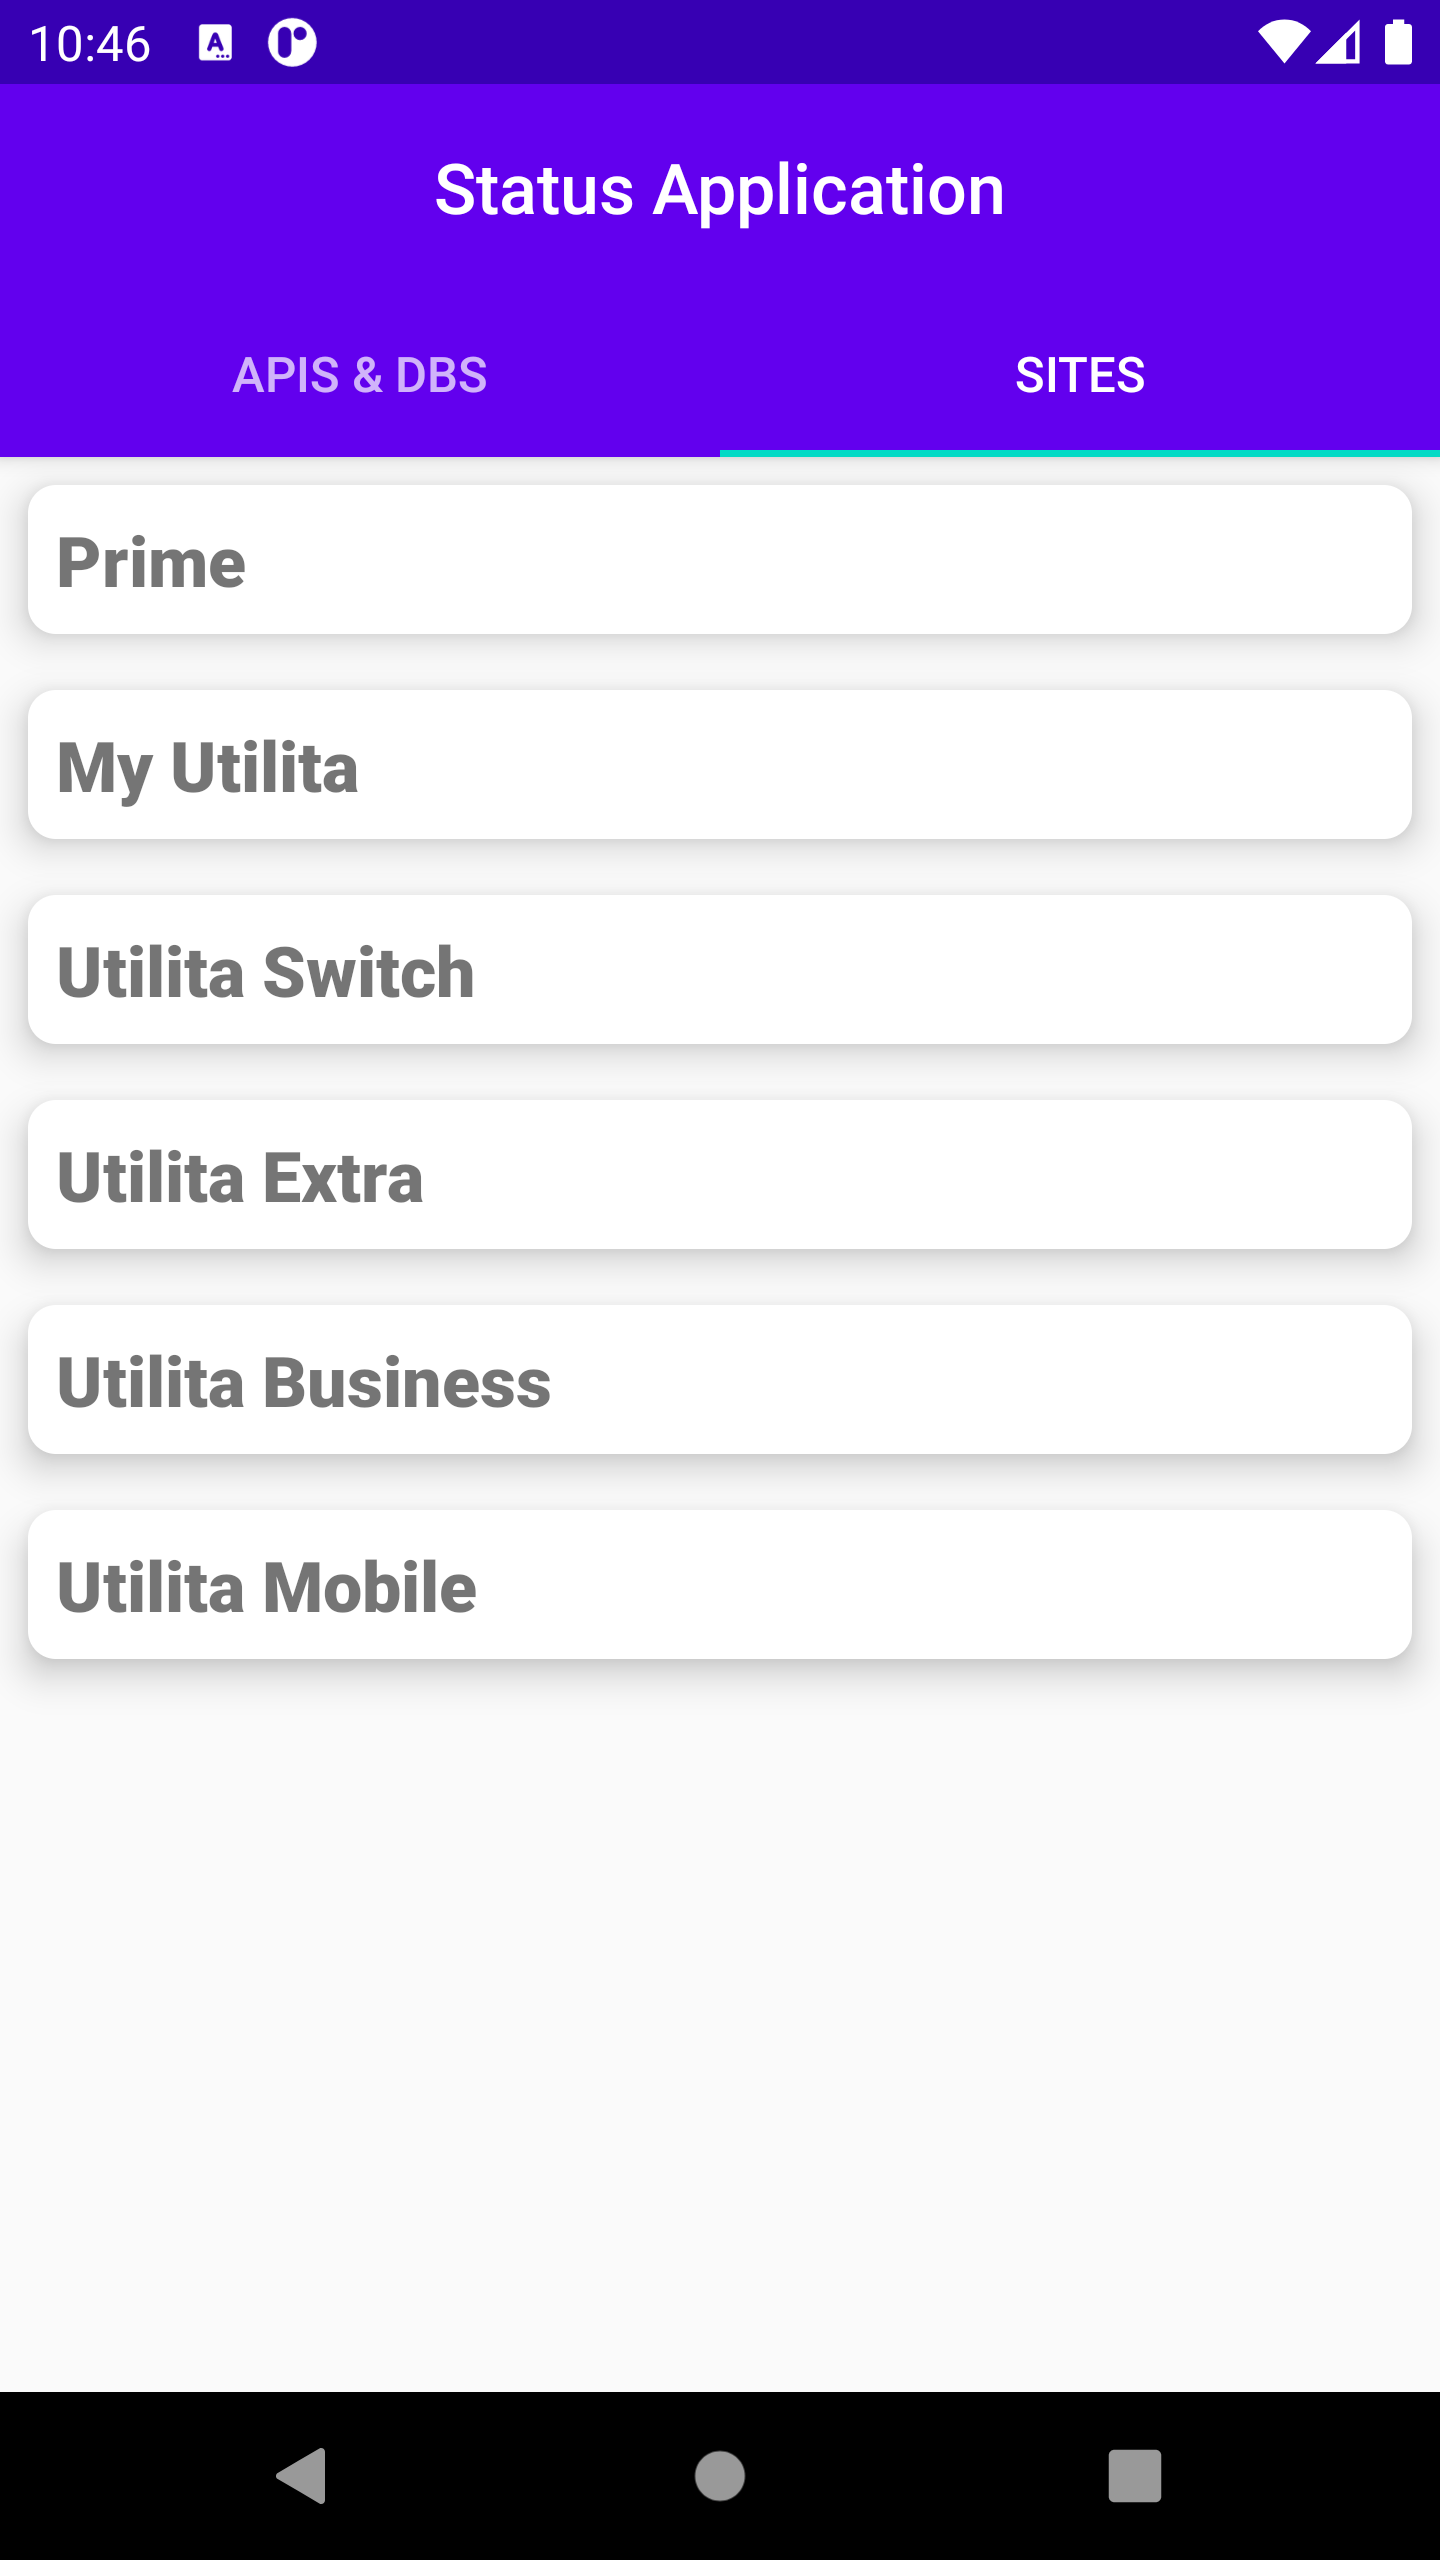 10:46
Status Application
APIS & DBS
SITES
Prime
My Utilita
Utilita Switch
Utilita Extra
Utilita Business
Utilita Mobile